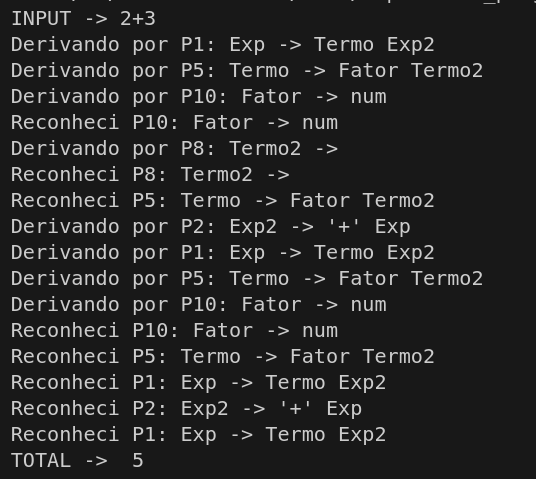 INPUT -> 2+3
Derivando por P1: Exp -> Termo Exp2
Derivando por P5: Termo -> Fator Termo2
Derivando por P10: Fator -> num
Reconheci P10: Fator -> num
Derivando por P8: Termo2 ->
Reconheci P8: Termo2 ->
Reconheci P5: Termo -> Fator Termo2
Derivando por P2: Exp2 -> '+' Exp
Derivando por P1: Exp -> Termo Exp2
Derivando por P5: Termo -> Fator Termo2
Derivando por P10: Fator -> num
Reconheci P10: Fator -> num
Reconheci P5: Termo -> Fator Termo2
Reconheci P1: Exp -> Termo Exp2
Reconheci P2: Exp2 -> '+' Exp
Reconheci P1: Exp -> Termo Exp2
TOTAL ->  5